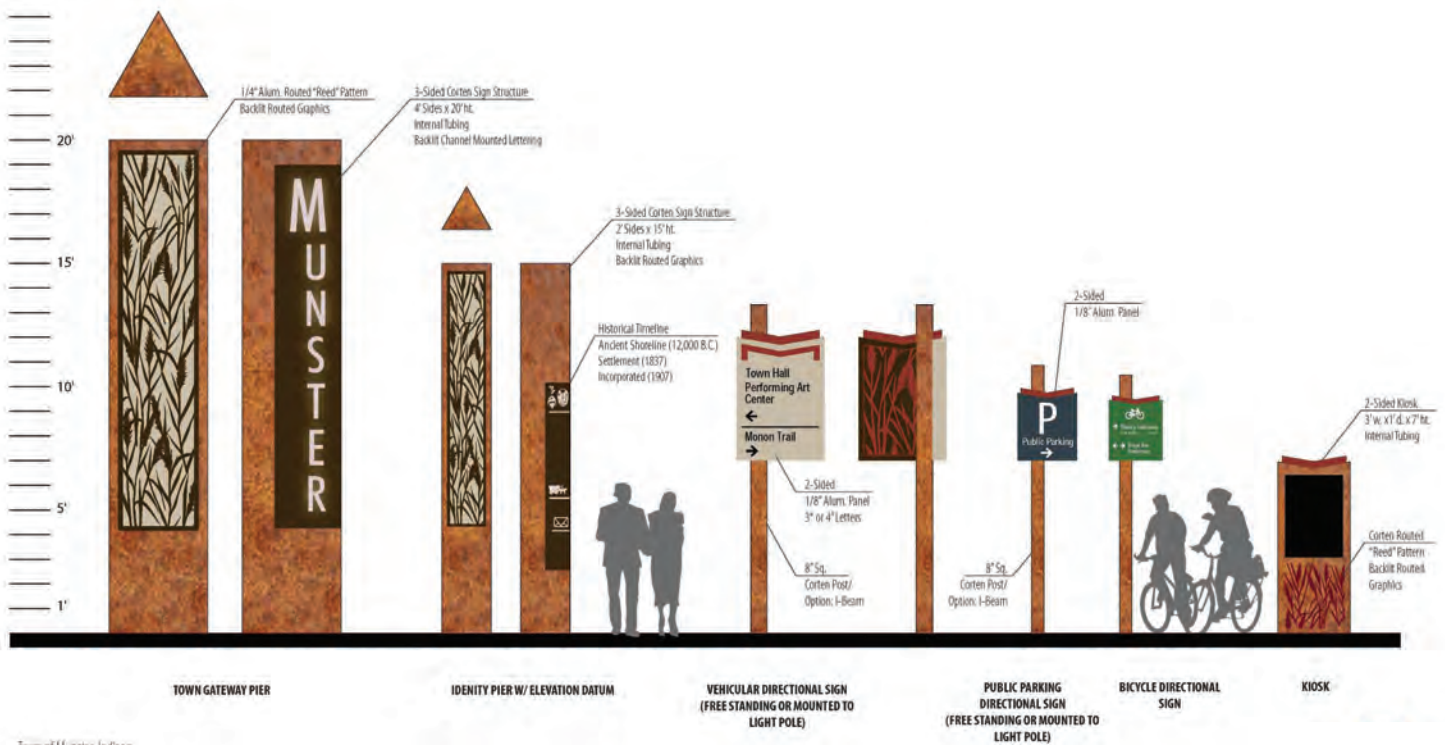 20'
15'
10'
5'
1'
1/4" Alum. Routed "Reed" Pattern
Backlit Routed Graphics
3-Sided Corten Sign Structure
4' Sides x 20' ht.
Internal Tubing
Backlit Channel Mounted Lettering
MUNSTER
3-Sided Corten Sign Structure
2' Sides x 15' ht.
Internal Tubing
Backlit Routed Graphics
Historical Timeline
Ancient Shoreline (12,000 B.C.)
Settlement (1837)
Incorporated (1907)
Town Hall
Performing Art
Center
←
Monon Trail
→
2-Sided
1/8" Alum. Panel
3" or 4" Letters
8" Sq.
Corten Post/
Option: I-Beam
2-Sided
1/8" Alum. Panel
P
Public Parking
→
8" Sq.
Corten Post/
Option: I-Beam
2-Sided Kiosk
3' w. x 1' d. x 7' ht.
Internal Tubing
Corten Routed
"Reed" Pattern
Backlit Routed
Graphics
TOWN GATEWAY PIER
IDENITY PIER W/ ELEVATION DATUM
VEHICULAR DIRECTIONAL SIGN
(FREE STANDING OR MOUNTED TO
LIGHT POLE)
PUBLIC PARKING
DIRECTIONAL SIGN
(FREE STANDING OR MOUNTED TO
LIGHT POLE)
BICYCLE DIRECTIONAL
SIGN
KIOSK